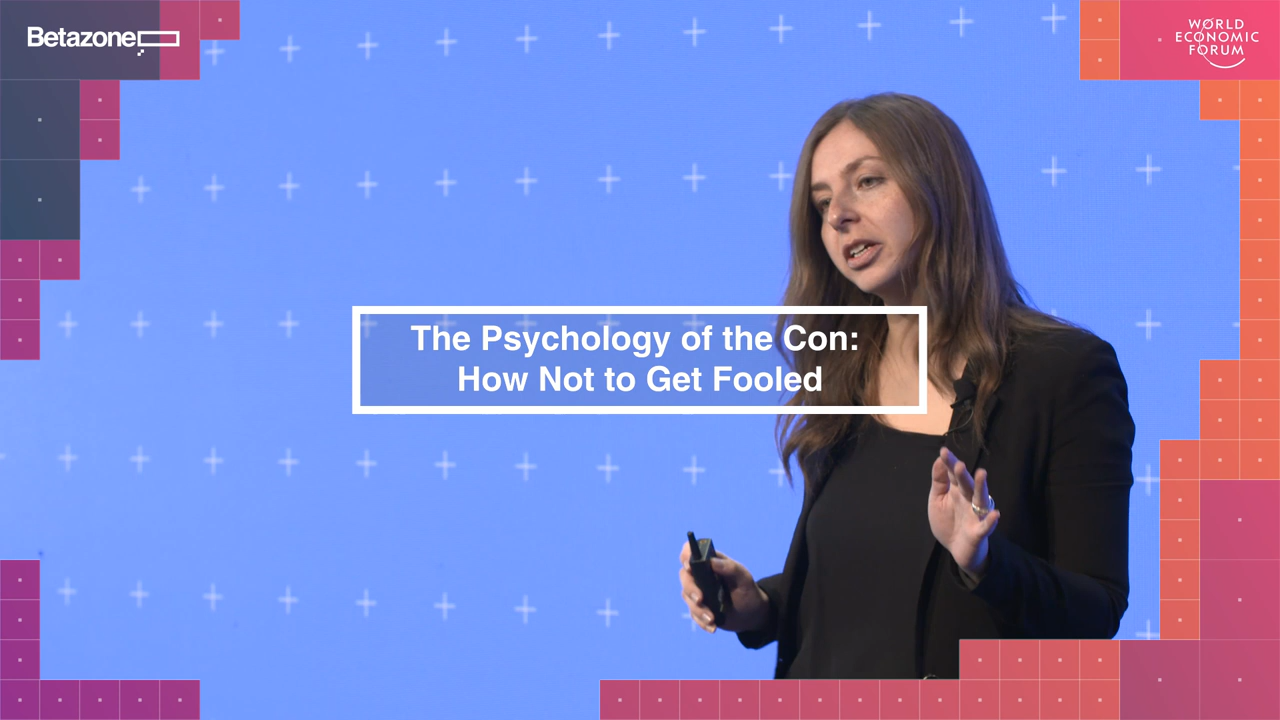 Betazone
WORLD
ECONOMIC
FORUM
The Psychology of the Con:
How Not to Get Fooled